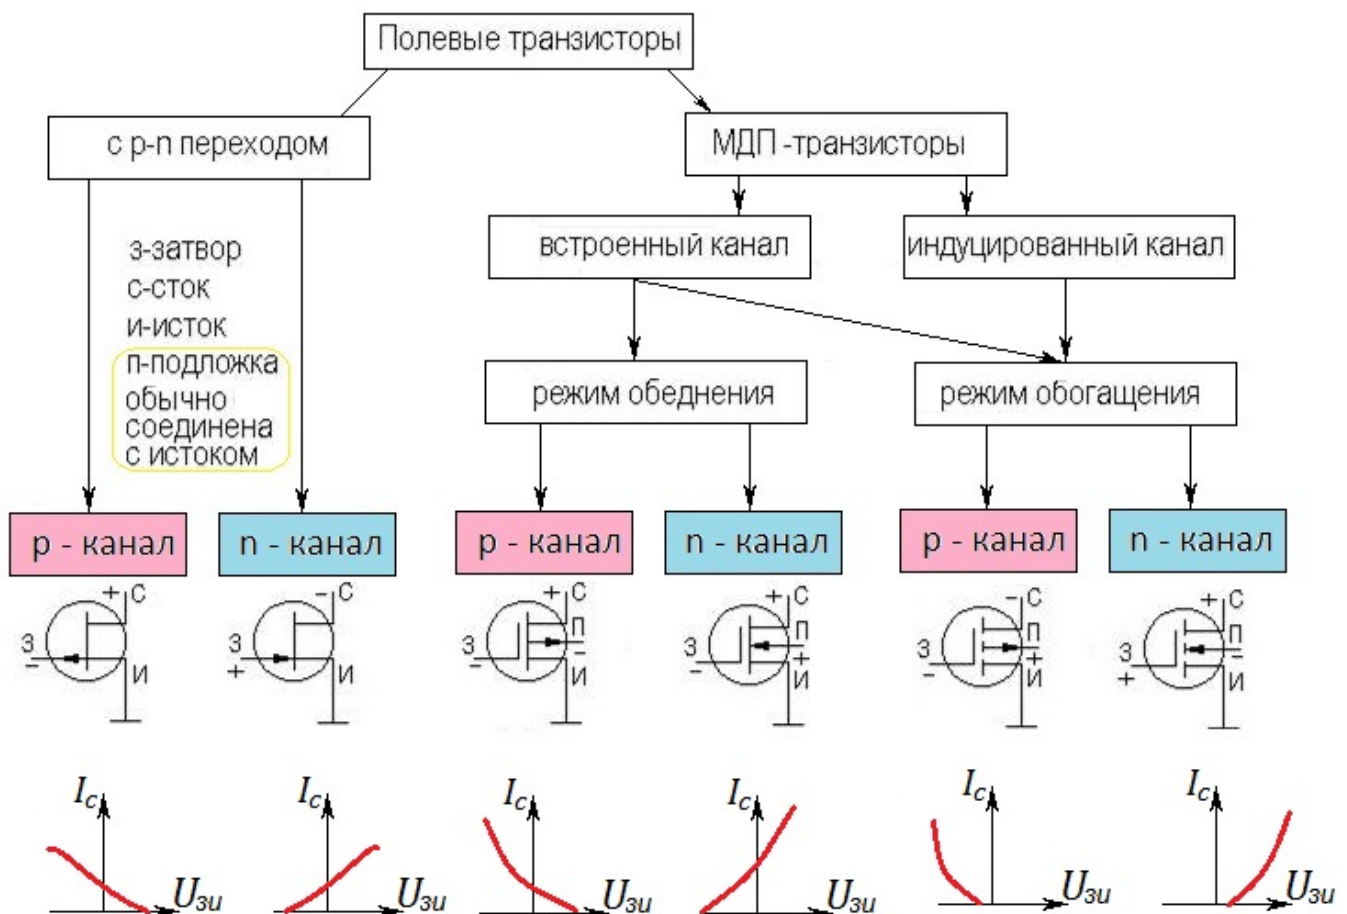 Полевые транзисторы
с p-n переходом
МДП -транзисторы
з-затвор
с-сток
и-исток
п-подложка
обычно
соединена
с истоком
встроенный канал
индуцированный канал
режим обеднения
режим обогащения
p - канал
n - канал
p - канал
n - канал
p - канал
n - канал
+ С
З
-
И
- С
З
+
И
+ С
П
З
-
-
И
+ С
П
З
-
+
И
- С
П
З
-
+
И
+ С
П
З
+
-
И
Iс
Uзи
Iс
Uзи
Iс
Uзи
Iс
Uзи
Iс
Uзи
Iс
Uзи